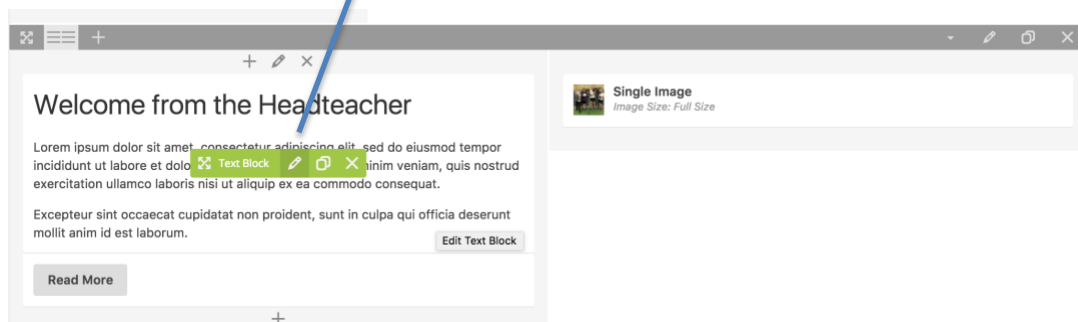 Welcome from the Headteacher
Lorem ipsum dolor sit amet, consectetur adipiscing elit, sed do eiusmod tempor
incididunt ut labore et dolo
Text Block
minim veniam, quis nostrud
exercitation ullamco laboris nisi ut aliquip ex ea commodo consequat.
Excepteur sint occaecat cupidatat non proident, sunt in culpa qui officia deserunt
mollit anim id est laborum.
Edit Text Block
Read More
Single Image
Image Size: Full Size